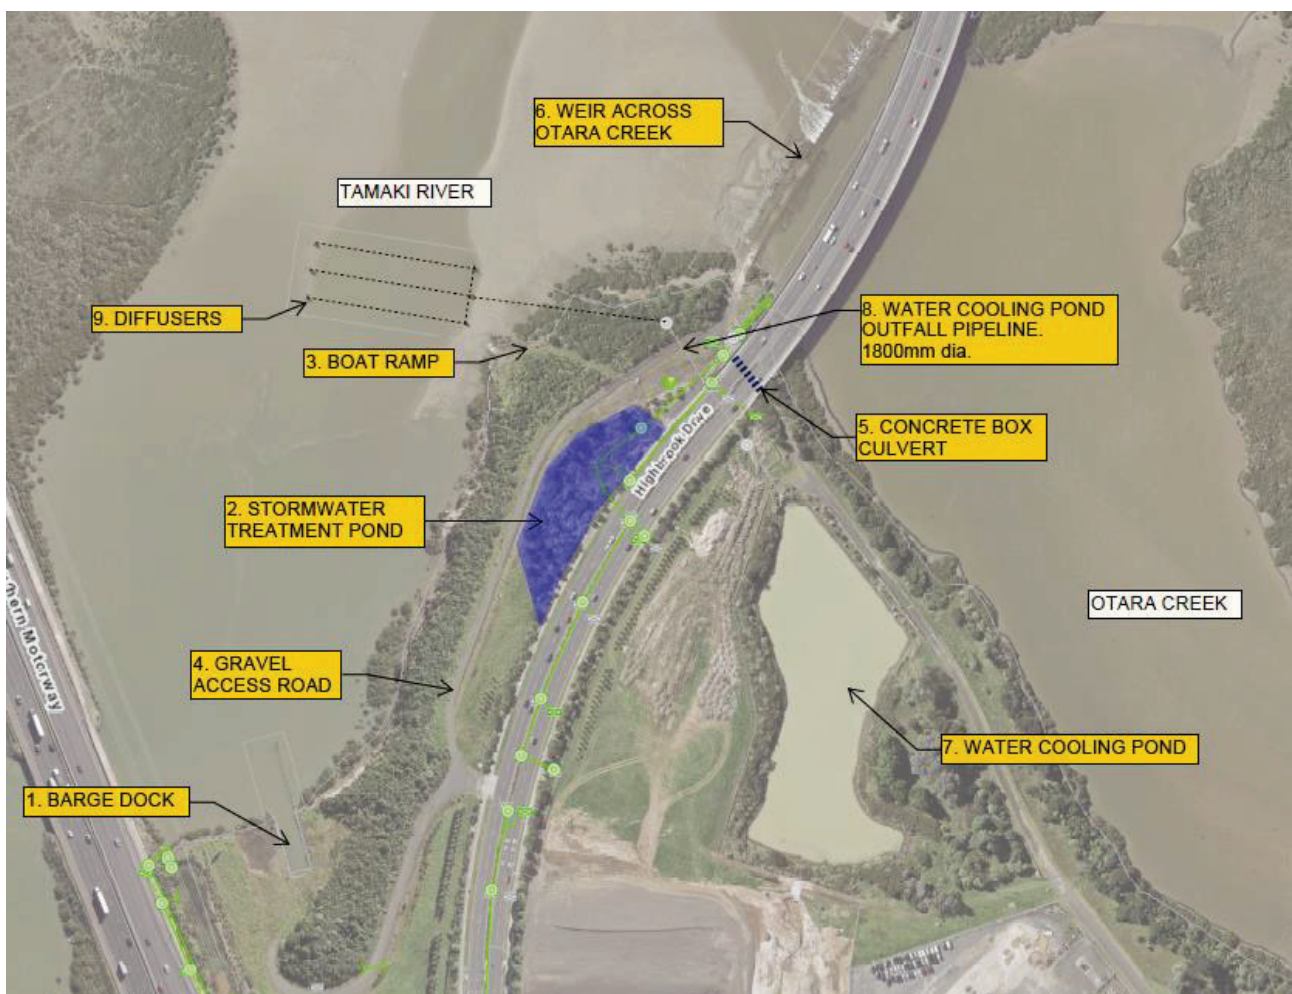 6. WEIR ACROSS
OTARA CREEK
TAMAKI RIVER
9. DIFFUSERS
3. BOAT RAMP
8. WATER COOLING POND
OUTFALL PIPELINE.
1800mm dia.
Highbrook Drive
5. CONCRETE BOX
CULVERT
2. STORMWATER
TREATMENT POND
OTARA CREEK
hern Motorway
4. GRAVEL
ACCESS ROAD
7. WATER COOLING POND
1. BARGE DOCK